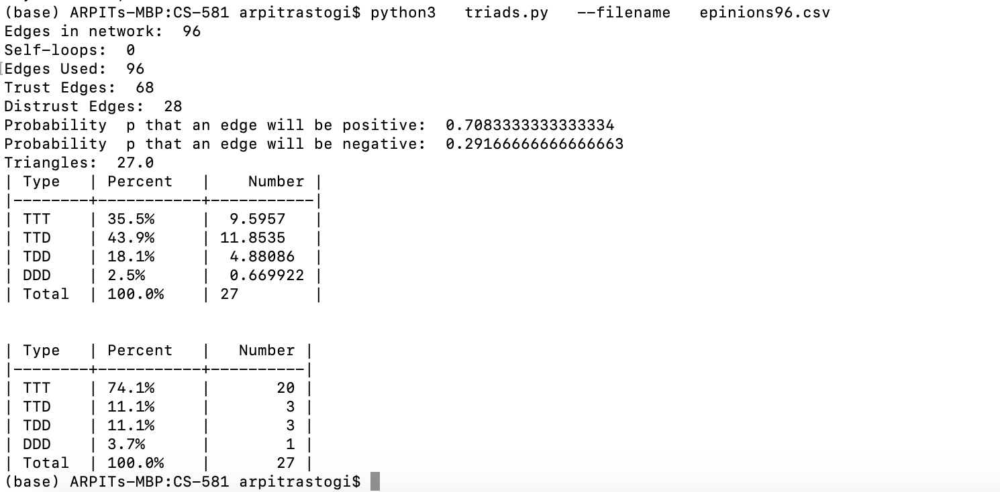 (base) ARPITs-MBP:CS-581 arpitrastogi$ python3   triads.py   --filename   epinions96.csv
Edges in network:  96
Self-loops:  0
[Edges Used:  96
Trust Edges:  68
Distrust Edges:  28
Probability  p that an edge will be positive:  0.7083333333333334
Probability  p that an edge will be negative:  0.29166666666666663
Triangles:  27.0
| Type   | Percent   |    Number |
|--------+-----------+-----------|
| TTT    | 35.5%     |  9.5957   |
| TTD    | 43.9%     | 11.8535   |
| TDD    | 18.1%     |  4.88086  |
| DDD    | 2.5%      |  0.669922 |
| Total  | 100.0%    | 27        |
| Type   | Percent   |   Number |
|--------+-----------+----------|
| TTT    | 74.1%     |       20 |
| TTD    | 11.1%     |        3 |
| TDD    | 11.1%     |        3 |
| DDD    | 3.7%      |        1 |
| Total  | 100.0%    |       27 |
(base) ARPITs-MBP:CS-581 arpitrastogi$